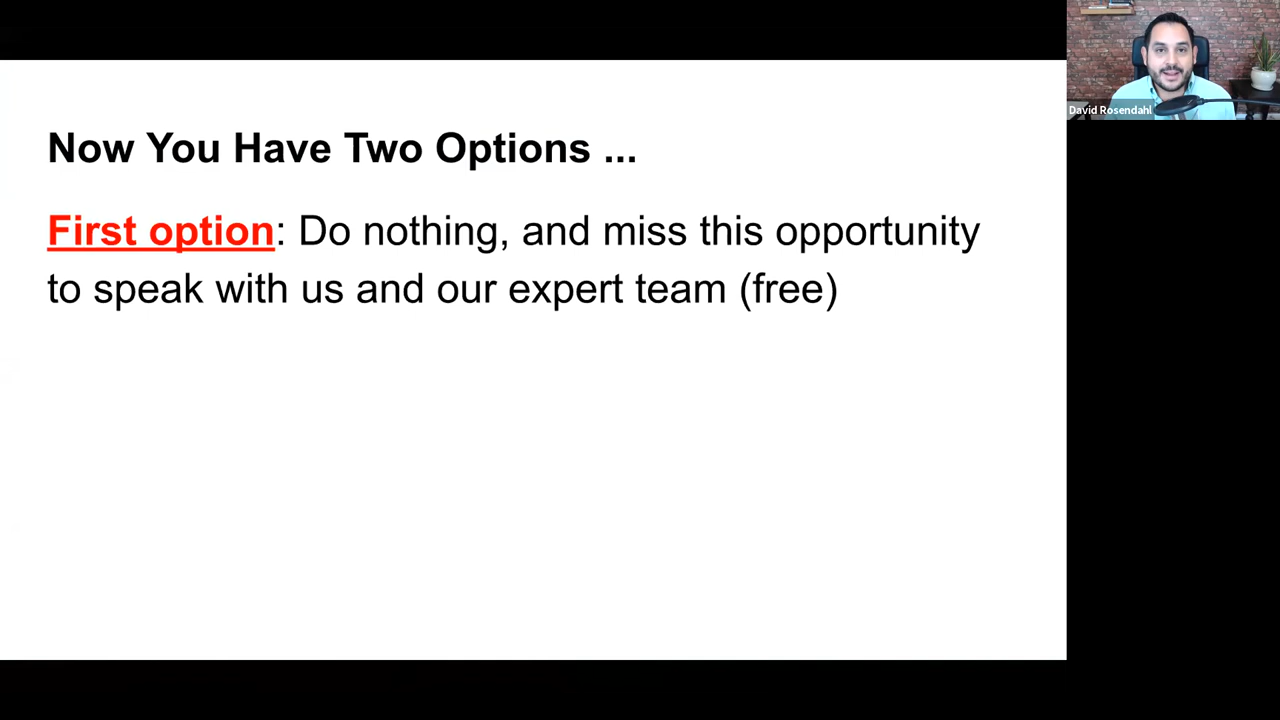 Now You Have Two Options ...
First option: Do nothing, and miss this opportunity
to speak with us and our expert team (free)
David Rosendahl